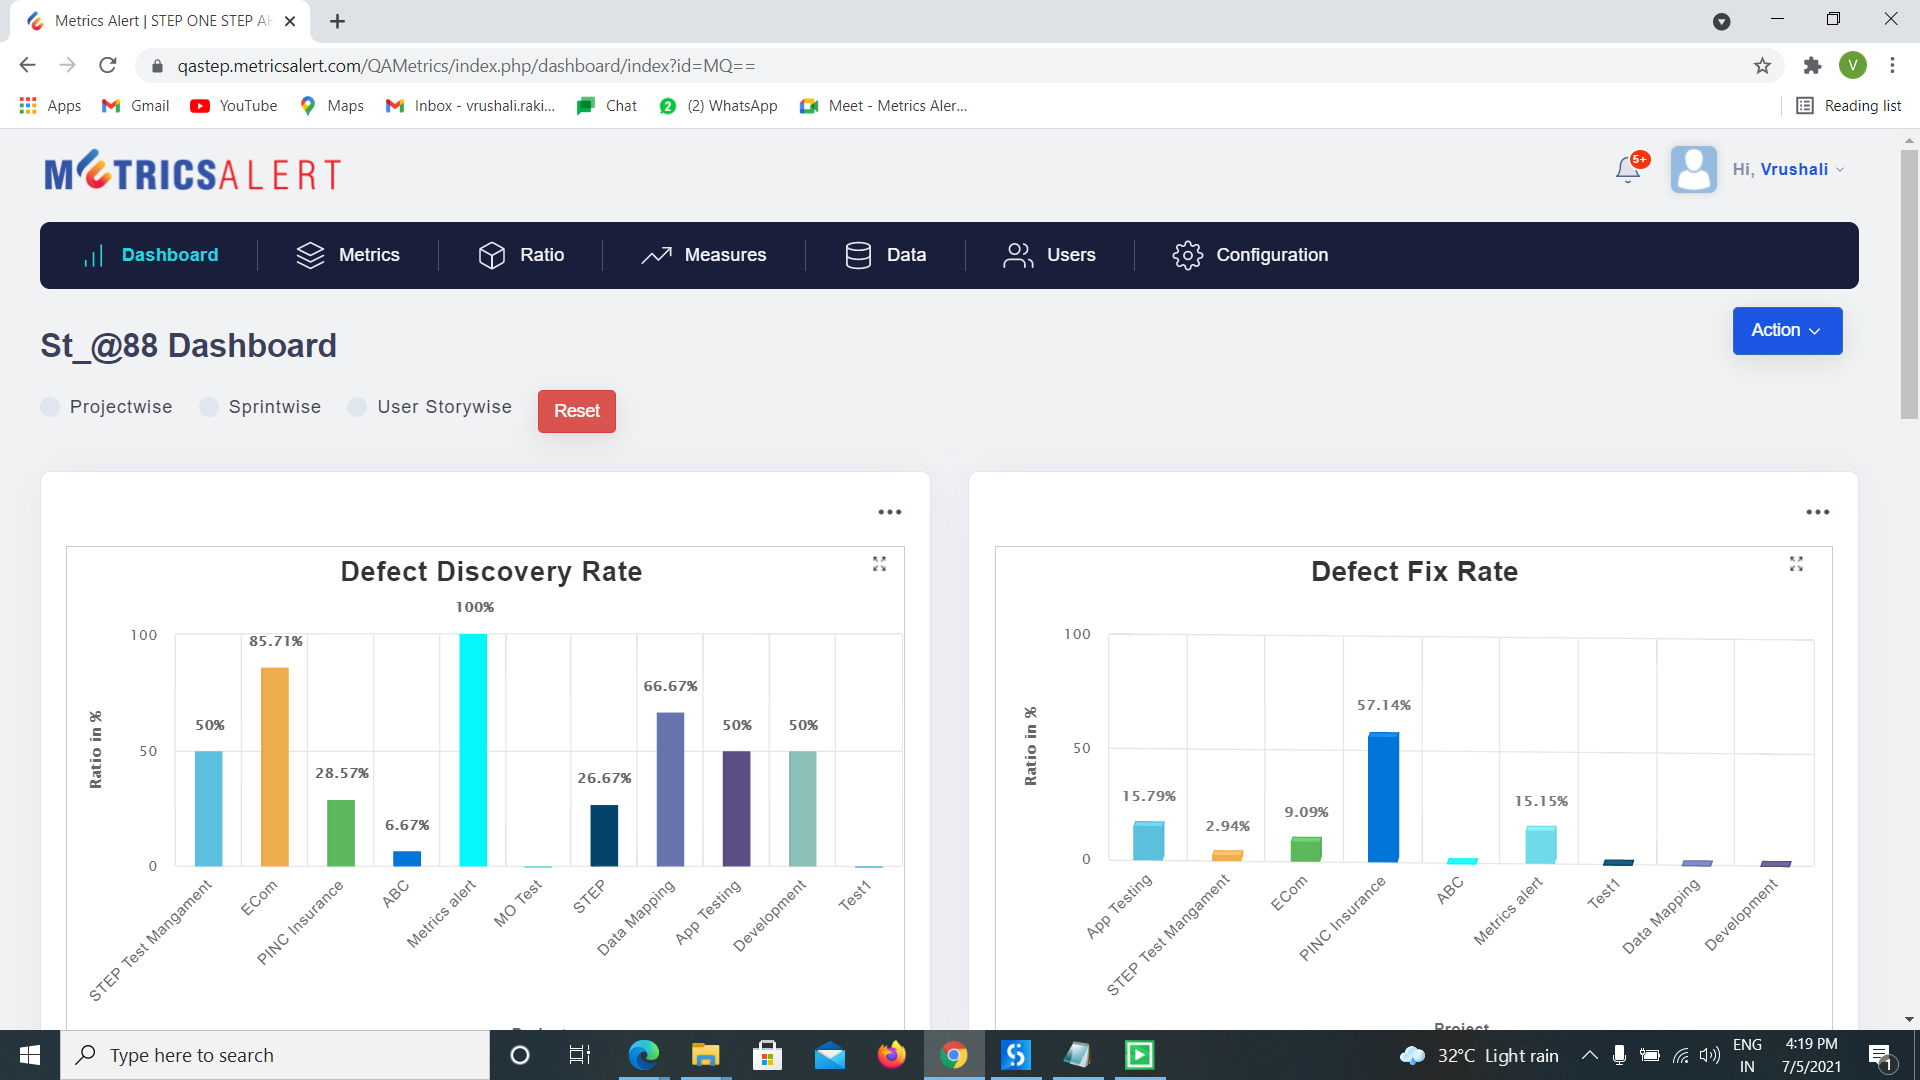 Metrics Alert | STEP ONE STEP AH
qastep.metricsalert.com/QAMetrics/index.php/dashboard/index?id=MQ==
V
Apps
Gmail
YouTube
Maps
Inbox - vrushali.raki...
Chat
2
(2) WhatsApp
Meet - Metrics Aler...
Reading list
METRICSALERT
5+
Hi, Vrushali
Dashboard
Metrics
Ratio
Measures
Data
Users
Configuration
St_@88 Dashboard
Action
Projectwise
Sprintwise
User Storywise
Reset
Defect Discovery Rate
Ratio in %
100
50
0
50%
85.71%
28.57%
6.67%
100%
26.67%
66.67%
50%
50%
STEP Test Mangament
ECom
PINC Insurance
ABC
Metrics alert
MO Test
STEP
Data Mapping
App Testing
Development
Test1
Defect Fix Rate
Ratio in %
100
50
0
15.79%
2.94%
9.09%
57.14%
15.15%
App Testing
STEP Test Mangament
ECom
PINC Insurance
ABC
Metrics alert
Test1
Data Mapping
Development
Project
Type here to search
32°C Light rain
ENG
IN
4:19 PM
7/5/2021
1